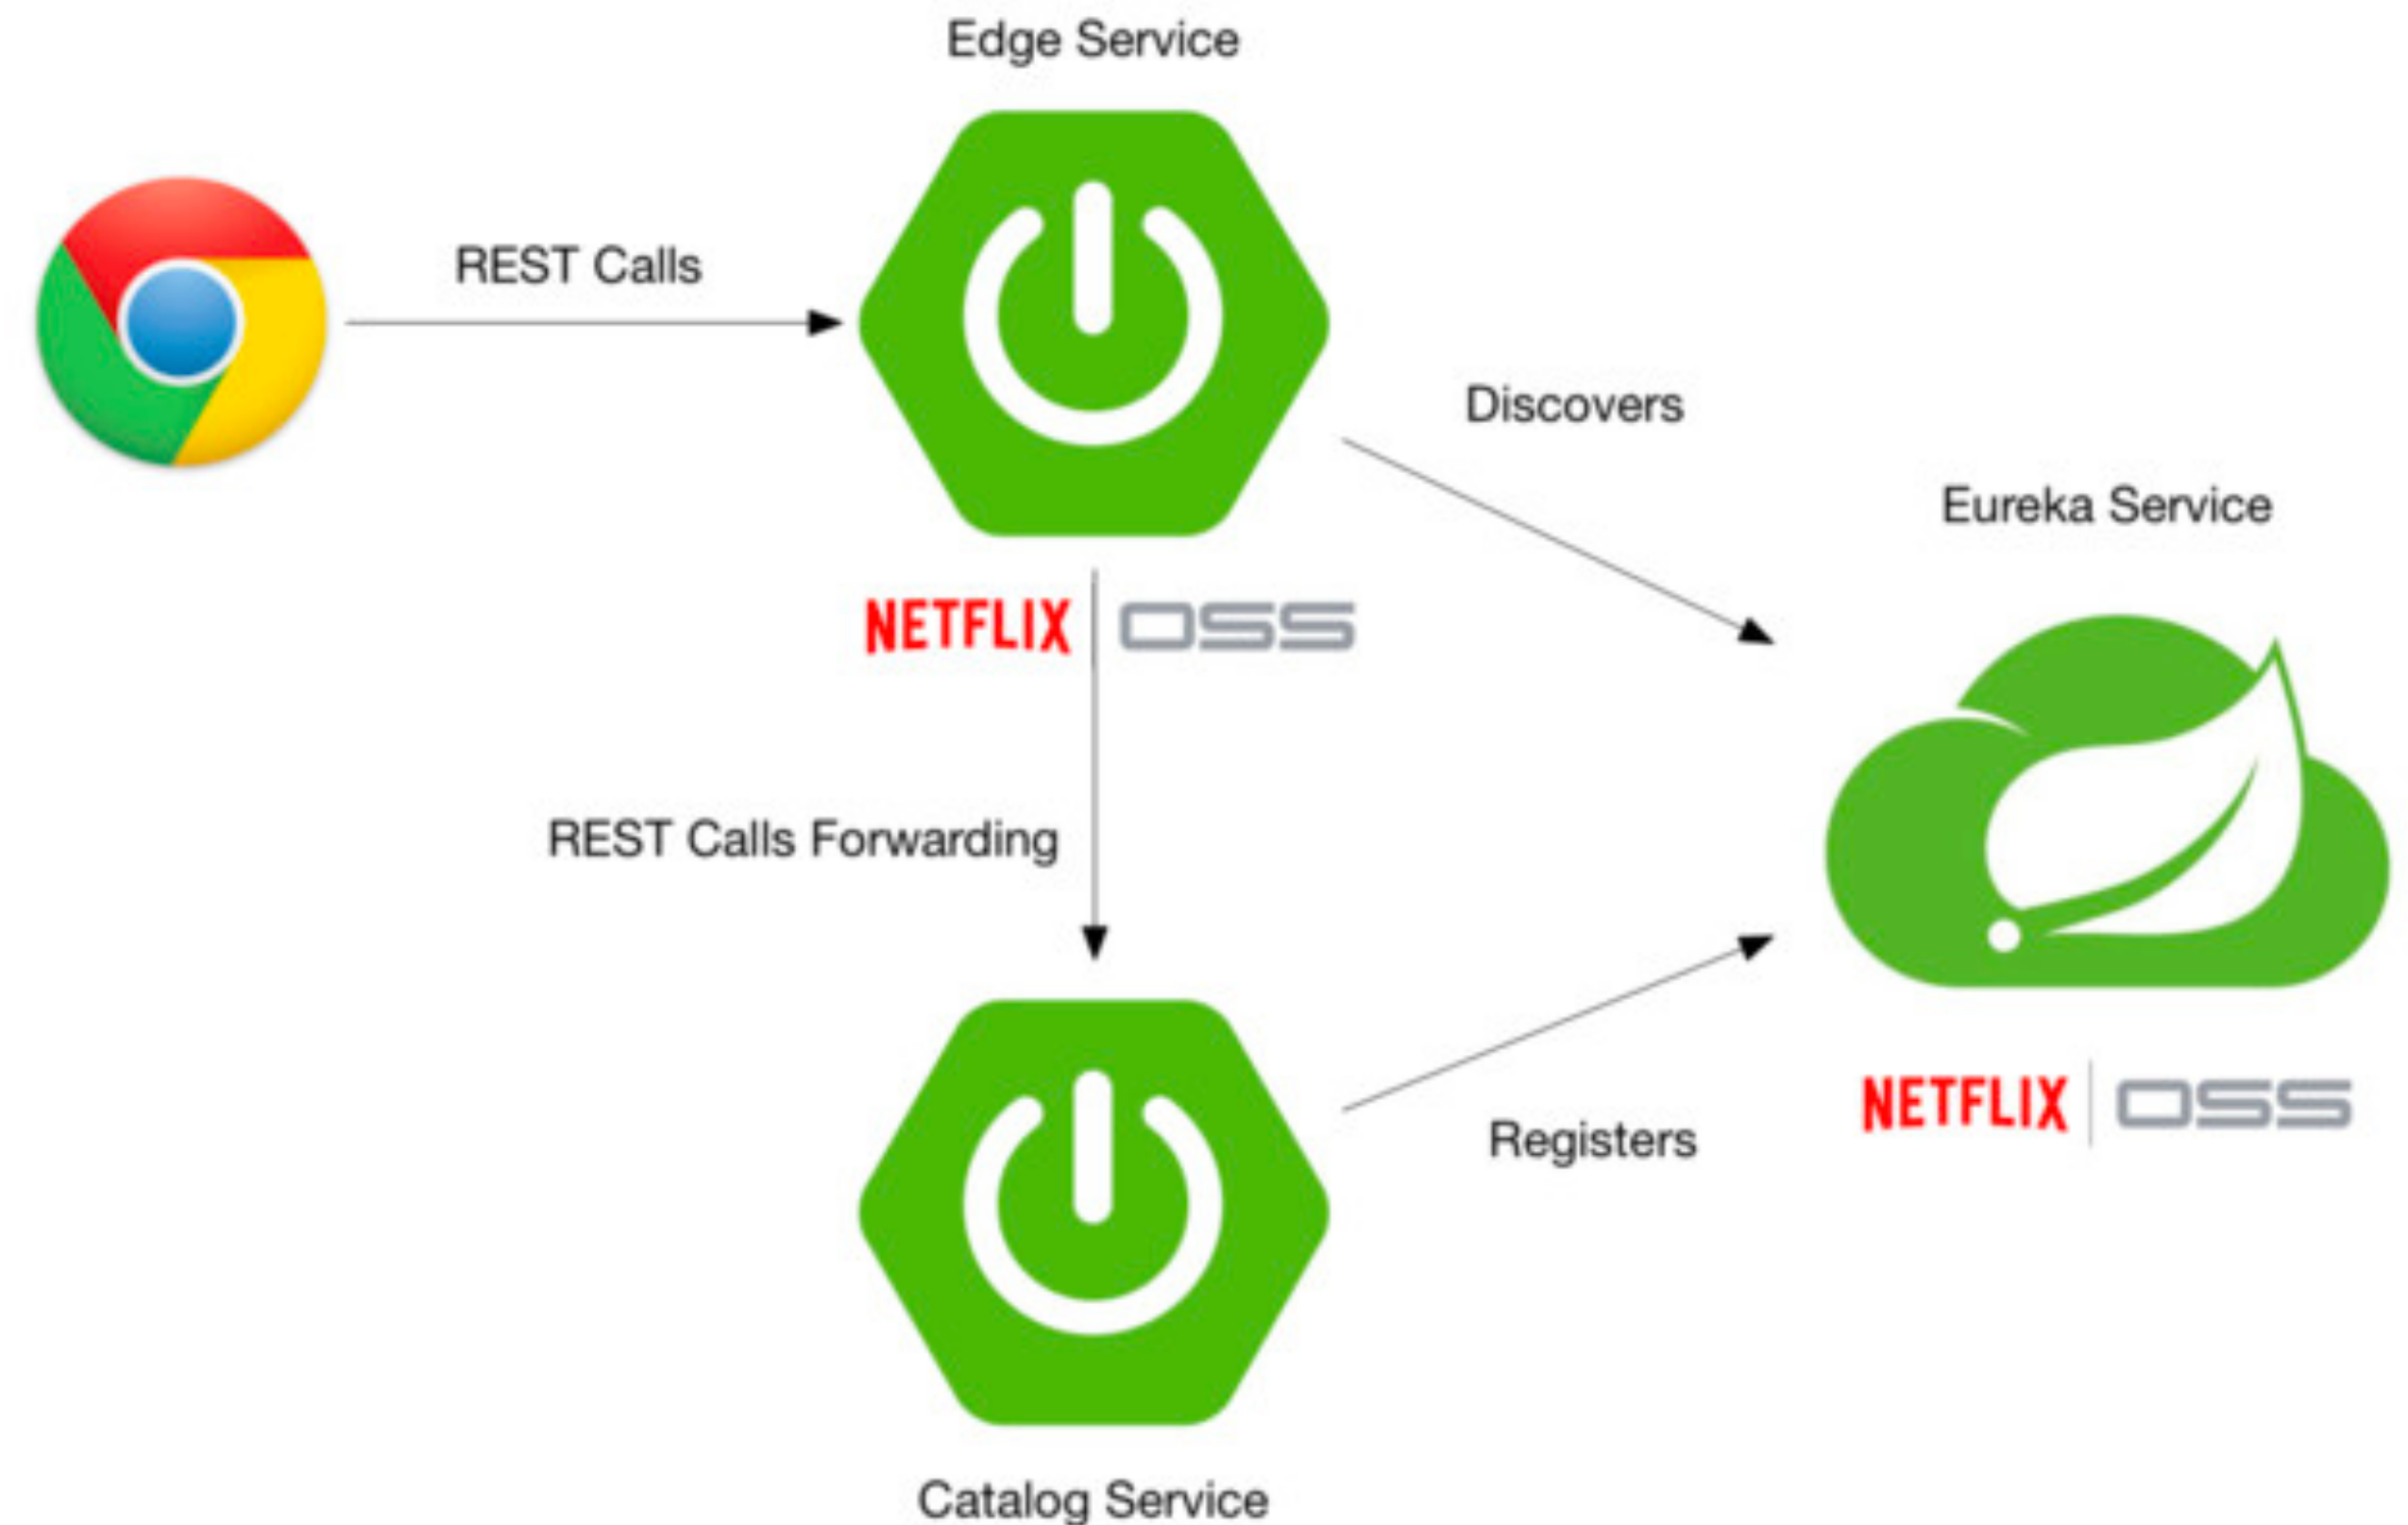 Edge Service
REST Calls
Discovers
Eureka Service
NETFLIX OSS
REST Calls Forwarding
NETFLIX OSS
Registers
Catalog Service